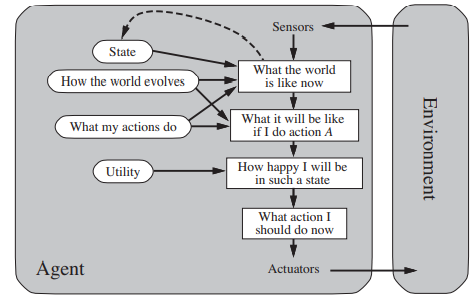 Sensors
State
What the world
is like now
How the world evolves
What it will be like
if I do action A
What my actions do
How happy I will be
in such a state
Utility
What action I
should do now
Agent
Actuators
Environment